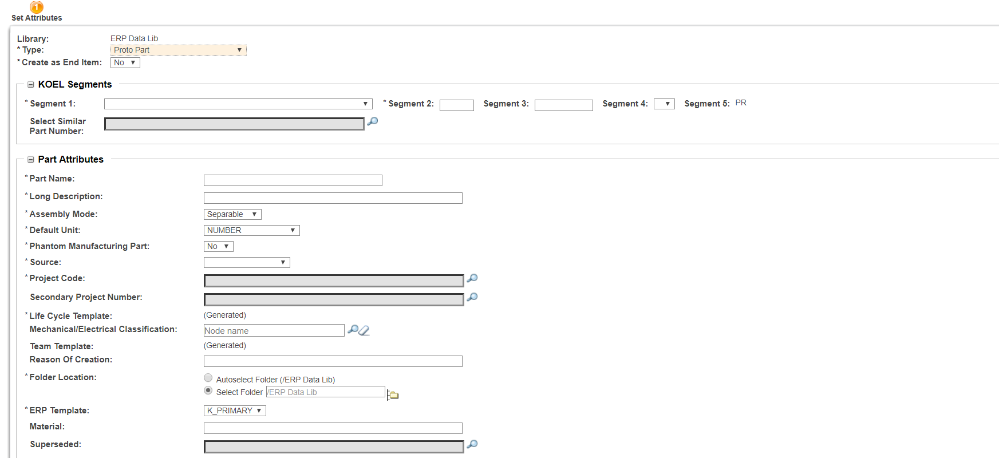 1
Set Attributes
Library: ERP Data Lib
* Type: Proto Part
* Create as End Item: No
KOEL Segments
* Segment 1: * Segment 2: Segment 3: Segment 4: Segment 5: PR
Select Similar
Part Number:
Part Attributes
* Part Name:
* Long Description:
* Assembly Mode: Separable
* Default Unit: NUMBER
* Phantom Manufacturing Part: No
* Source:
* Project Code:
Secondary Project Number:
* Life Cycle Template: (Generated)
Mechanical/Electrical Classification: Node name
Team Template: (Generated)
Reason Of Creation:
* Folder Location: Autoselect Folder (/ERP Data Lib)
Select Folder /ERP Data Lib
* ERP Template: K_PRIMARY
Material:
Superseded: